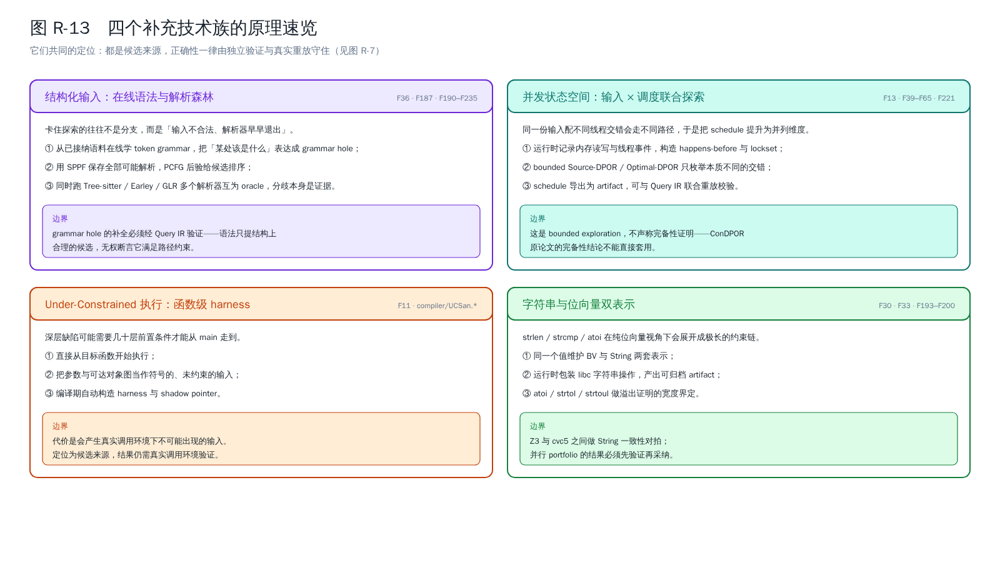 图 R-13　四个补充技术族的原理速览
它们共同的定位：都是候选来源，正确性一律由独立验证与真实重放守住（见图 R-7）
结构化输入：在线语法与解析森林
F36 · F187 · F190–F235
卡住探索的往往不是分支，而是「输入不合法、解析器早早退出」。
① 从已接纳语料在线学 token grammar，把「某处该是什么」表达成 grammar hole；
② 用 SPPF 保存全部可能解析，PCFG 后验给候选排序；
③ 同时跑 Tree-sitter / Earley / GLR 多个解析器互为 oracle，分歧本身是证据。
边界
grammar hole 的补全必须经 Query IR 验证——语法只提结构上
合理的候选，无权断言它满足路径约束。
并发状态空间：输入 × 调度联合探索
F13 · F39–F65 · F221
同一份输入配不同线程交错会走不同路径，于是把 schedule 提升为并列维度。
① 运行时记录内存读写与线程事件，构造 happens-before 与 lockset；
② bounded Source-DPOR / Optimal-DPOR 只枚举本质不同的交错；
③ schedule 导出为 artifact，可与 Query IR 联合重放校验。
边界
这是 bounded exploration，不声称完备性证明——ConDPOR
原论文的完备性结论不能直接套用。
Under-Constrained 执行：函数级 harness
F11 · compiler/UCSan.*
深层缺陷可能需要几十层前置条件才能从 main 走到。
① 直接从目标函数开始执行；
② 把参数与可达对象图当作符号的、未约束的输入；
③ 编译期自动构造 harness 与 shadow pointer。
边界
代价是会产生真实调用环境下不可能出现的输入。
定位为候选来源，结果仍需真实调用环境验证。
字符串与位向量双表示
F30 · F33 · F193–F200
strlen / strcmp / atoi 在纯位向量视角下会展开成极长的约束链。
① 同一个值维护 BV 与 String 两套表示；
② 运行时包装 libc 字符串操作，产出可归档 artifact；
③ atoi / strtol / strtoul 做溢出证明的宽度界定。
边界
Z3 与 cvc5 之间做 String 一致性对拍；
并行 portfolio 的结果必须先验证再采纳。